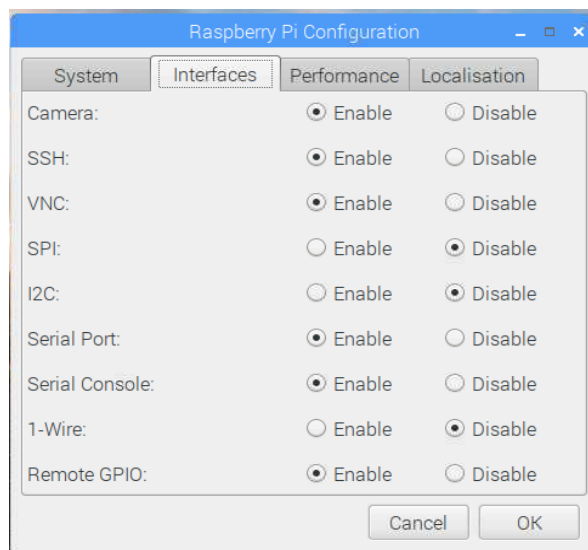 Raspberry Pi Configuration
System Interfaces Performance Localisation
Camera: Enable Disable
SSH: Enable Disable
VNC: Enable Disable
SPI: Enable Disable
I2C: Enable Disable
Serial Port: Enable Disable
Serial Console: Enable Disable
1-Wire: Enable Disable
Remote GPIO: Enable Disable
Cancel OK